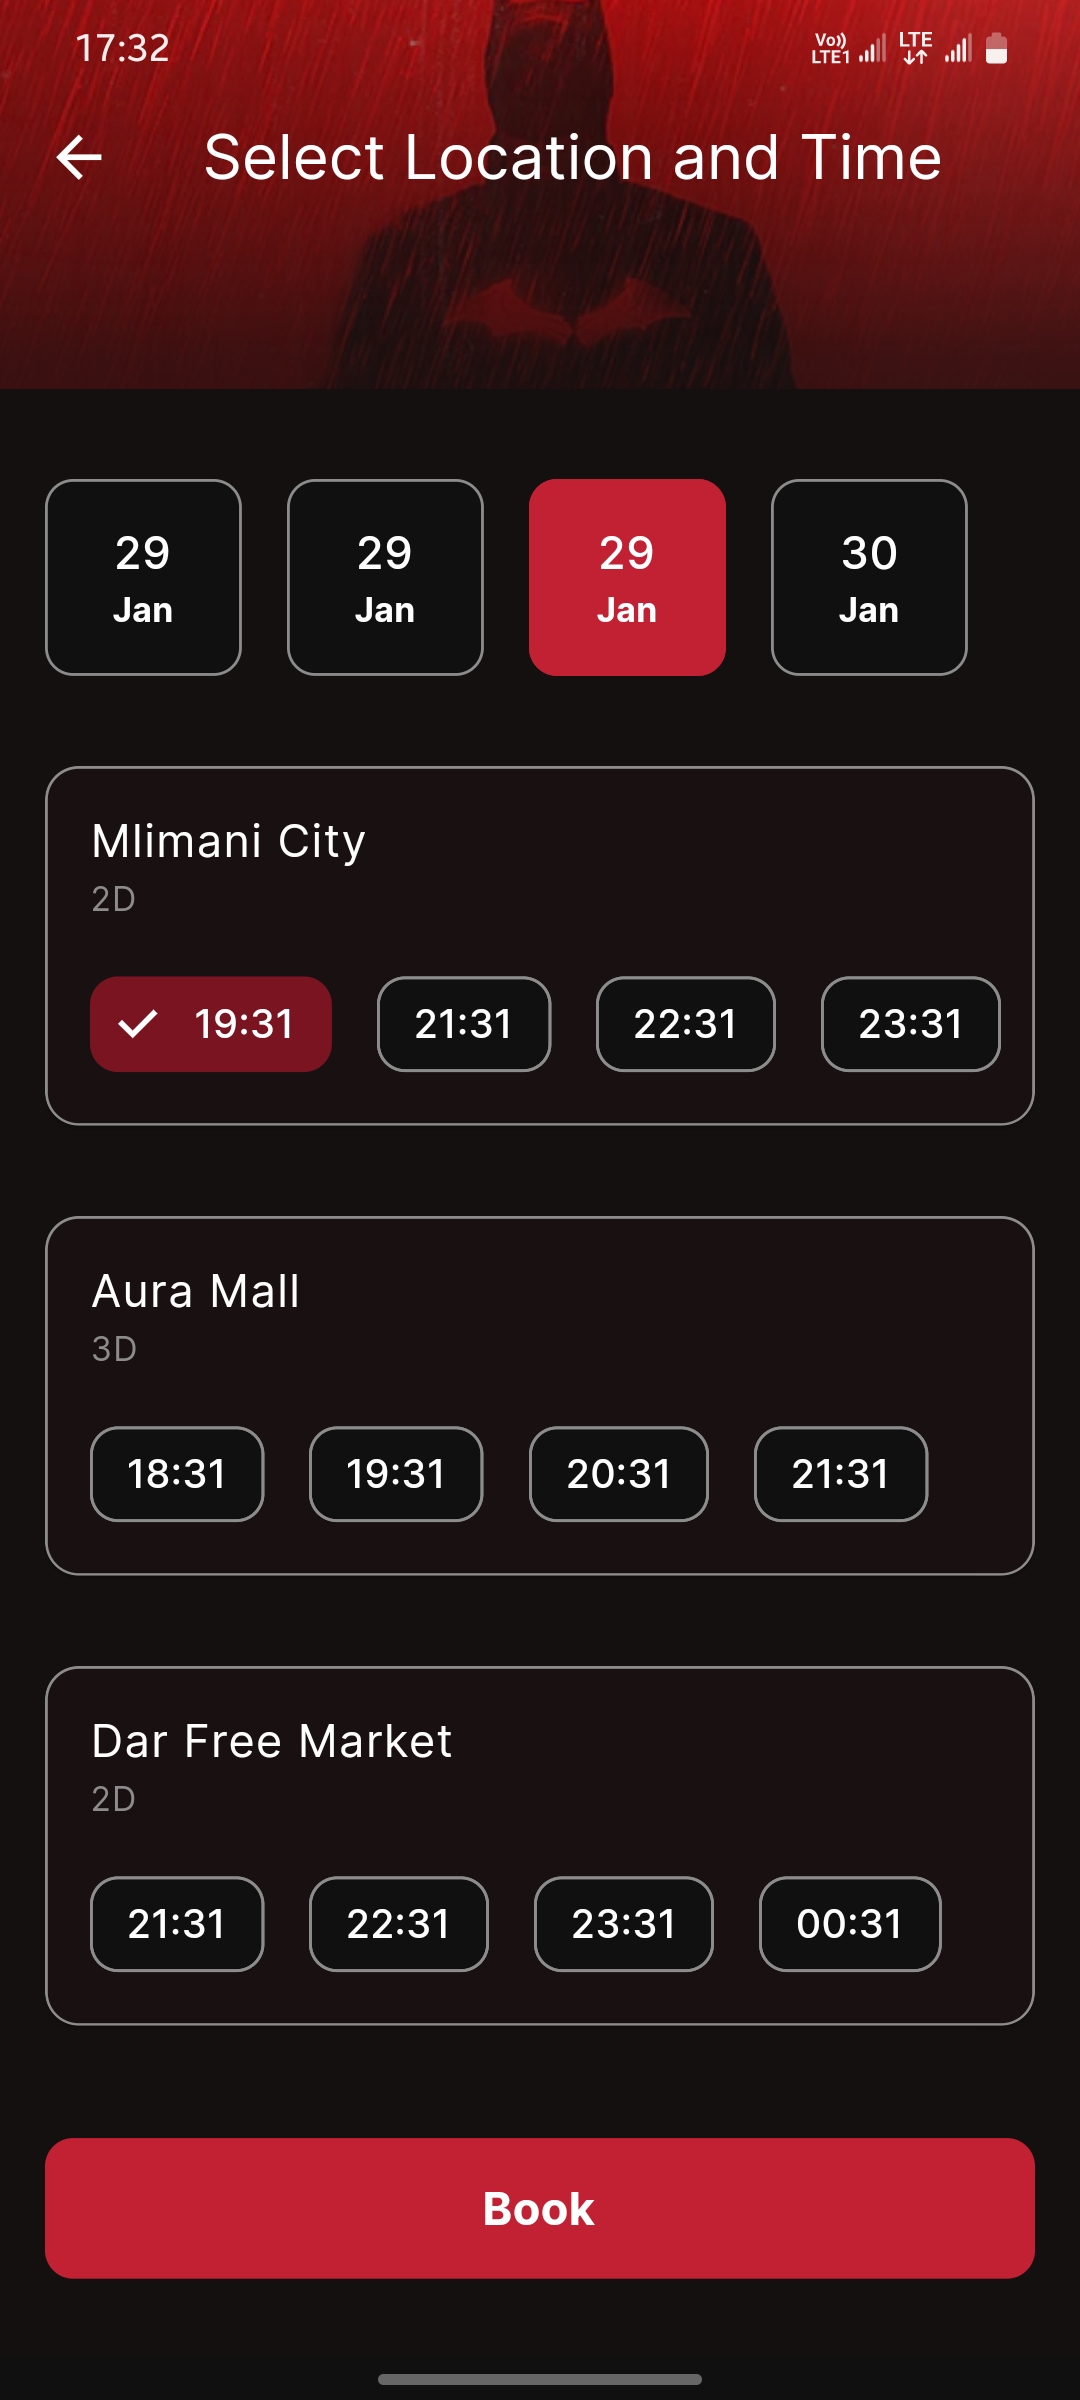 17:32 Vo)) LTE1 LTE
Select Location and Time
29 29 29 30
Jan Jan Jan Jan
Mlimani City
2D
19:31 21:31 22:31 23:31
Aura Mall
3D
18:31 19:31 20:31 21:31
Dar Free Market
2D
21:31 22:31 23:31 00:31
Book